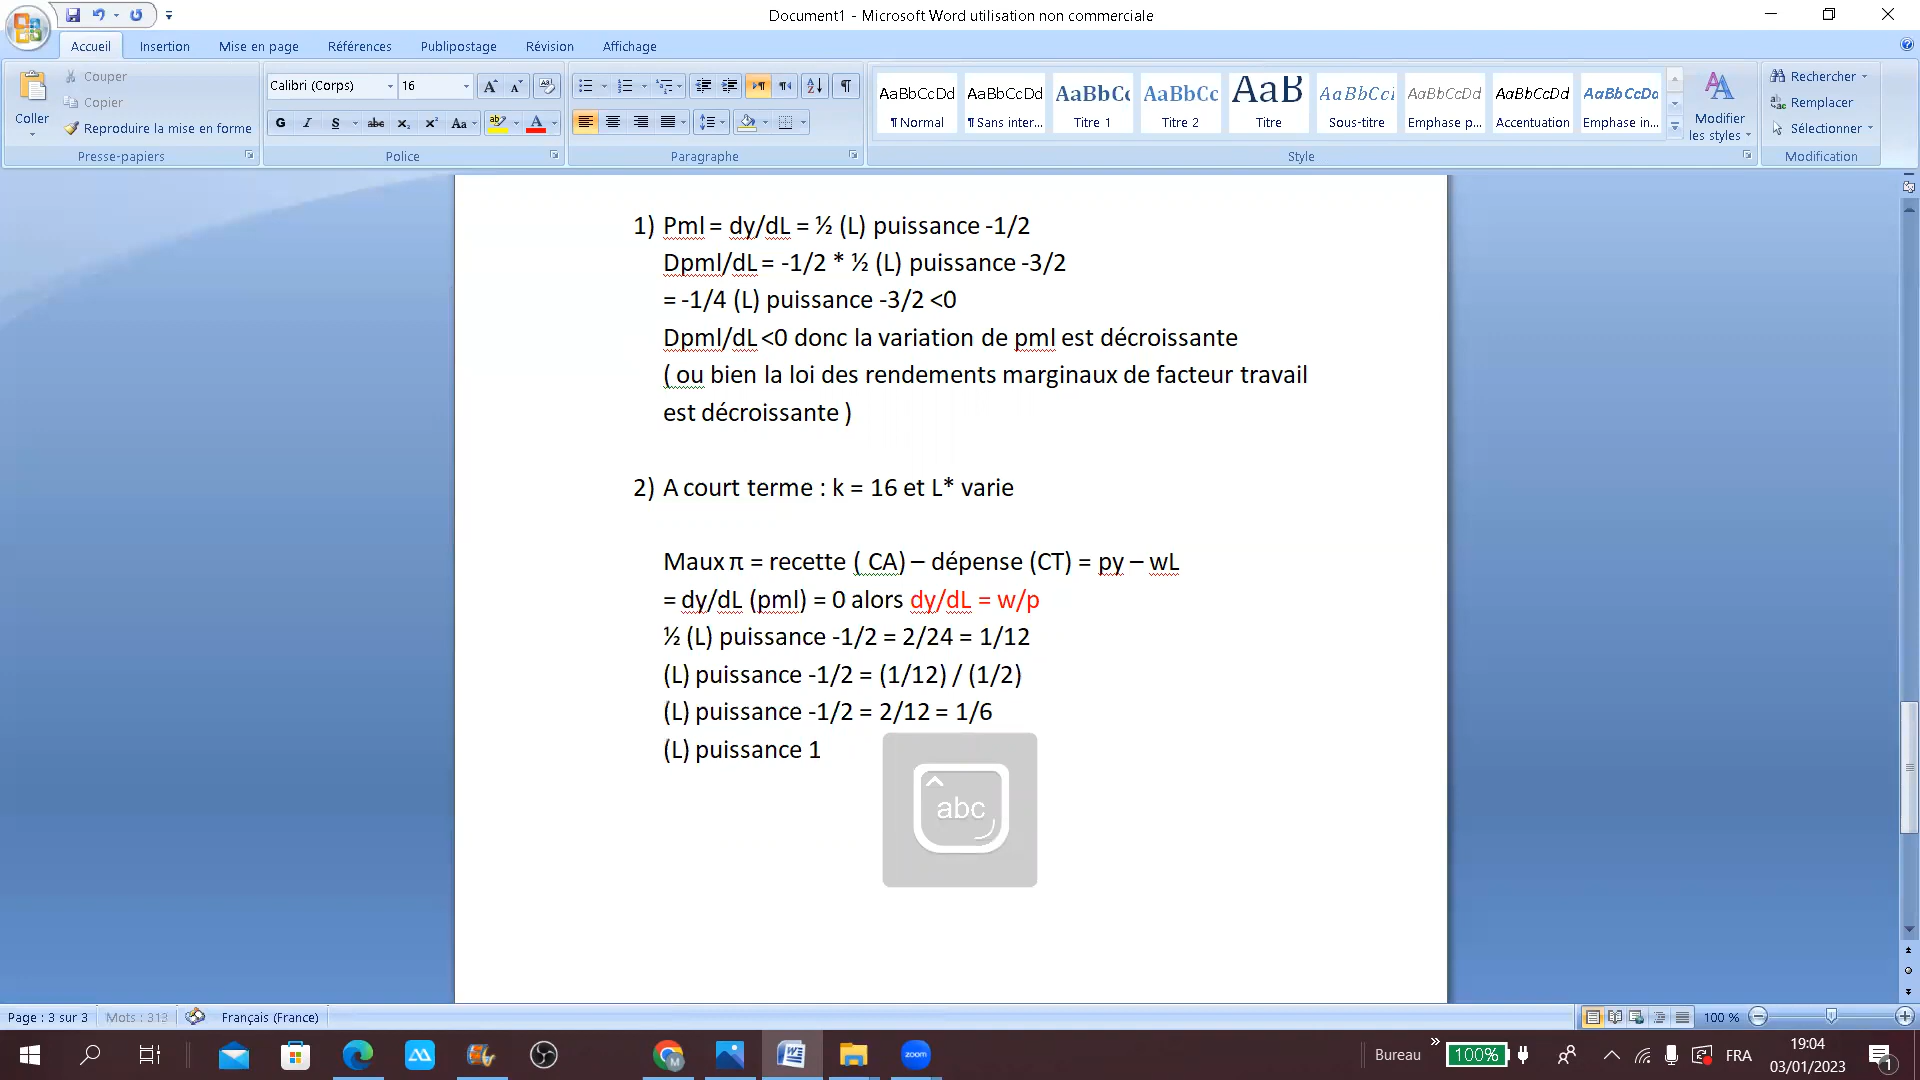 Document1 - Microsoft Word utilisation non commerciale
Accueil Insertion Mise en page Références Publipostage Révision Affichage
Coller
Couper
Copier
Reproduire la mise en forme
Presse-papiers
Calibri (Corps) 16
G I S abc x₂ x² Aa
Police
Paragraphe
AaBbCcDd AaBbCcDd AaBbCc AaBbCc AaB AaBbCcI AaBbCcDd AaBbCcDd AaBbCcDd
¶ Normal ¶ Sans inter... Titre 1 Titre 2 Titre Sous-titre Emphase p... Accentuation Emphase in...
Style
Modifier
les styles
Rechercher
Remplacer
Sélectionner
Modification
1) Pml = dy/dL = ½ (L) puissance -1/2
Dpml/dL = -1/2 * ½ (L) puissance -3/2
= -1/4 (L) puissance -3/2 <0
Dpml/dL <0 donc la variation de pml est décroissante
( ou bien la loi des rendements marginaux de facteur travail
est décroissante )
2) A court terme : k = 16 et L* varie
Maux π = recette ( CA) – dépense (CT) = py – wL
= dy/dL (pml) = 0 alors dy/dL = w/p
½ (L) puissance -1/2 = 2/24 = 1/12
(L) puissance -1/2 = (1/12) / (1/2)
(L) puissance -1/2 = 2/12 = 1/6
(L) puissance 1
abc
Page : 3 sur 3 Mots : 313 Français (France) 100 %
zoom
Bureau » 100% FRA
19:04
03/01/2023
1